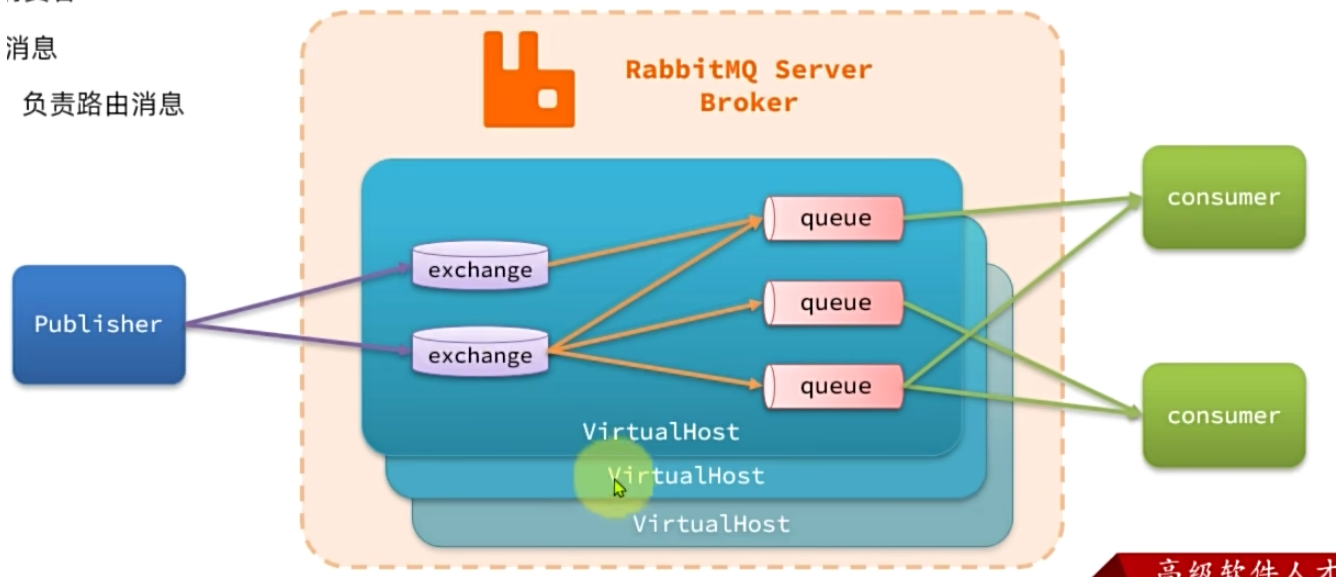 消息
负责路由消息
RabbitMQ Server
Broker
Publisher
exchange
exchange
queue
queue
queue
VirtualHost
VirtualHost
VirtualHost
consumer
consumer
高级软件人才